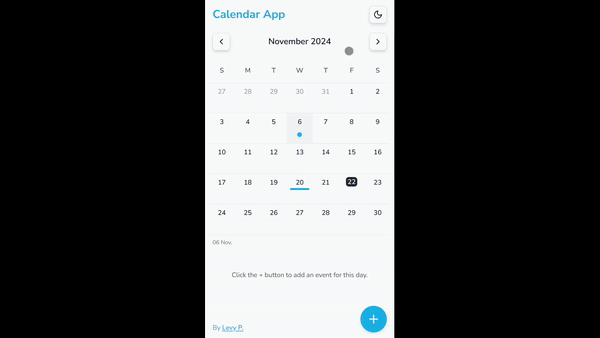 Calendar App
November 2024
S M T W T F S
27 28 29 30 31 1 2
3 4 5 6 7 8 9
10 11 12 13 14 15 16
17 18 19 20 21 22 23
24 25 26 27 28 29 30
06 Nov.
Click the + button to add an event for this day.
By Levy P.